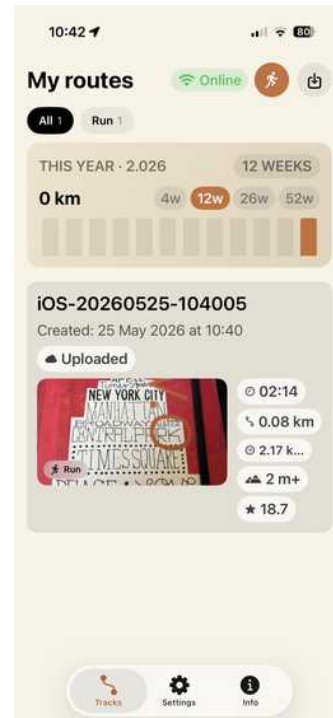 10:42
80
My routes
Online
All 1
Run 1
THIS YEAR · 2.026
12 WEEKS
0 km
4w
12w
26w
52w
iOS-20260525-104005
Created: 25 May 2026 at 10:40
Uploaded
Times Sq
NEW YORK CITY
MANHATTAN
BROADWAY
CENTRAL PARK
TIMES SQUARE
Run
02:14
0.08 km
2.17 k...
2 m+
18.7
Tracks
Settings
Info